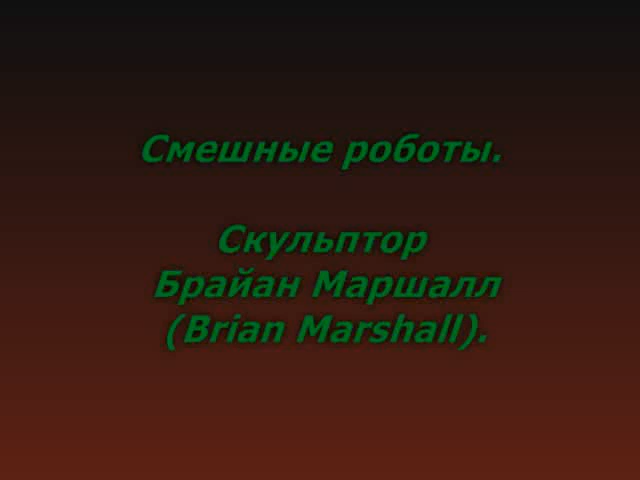 Смешные роботы.
Скульптор
Брайан Маршалл
(Brian Marshall).